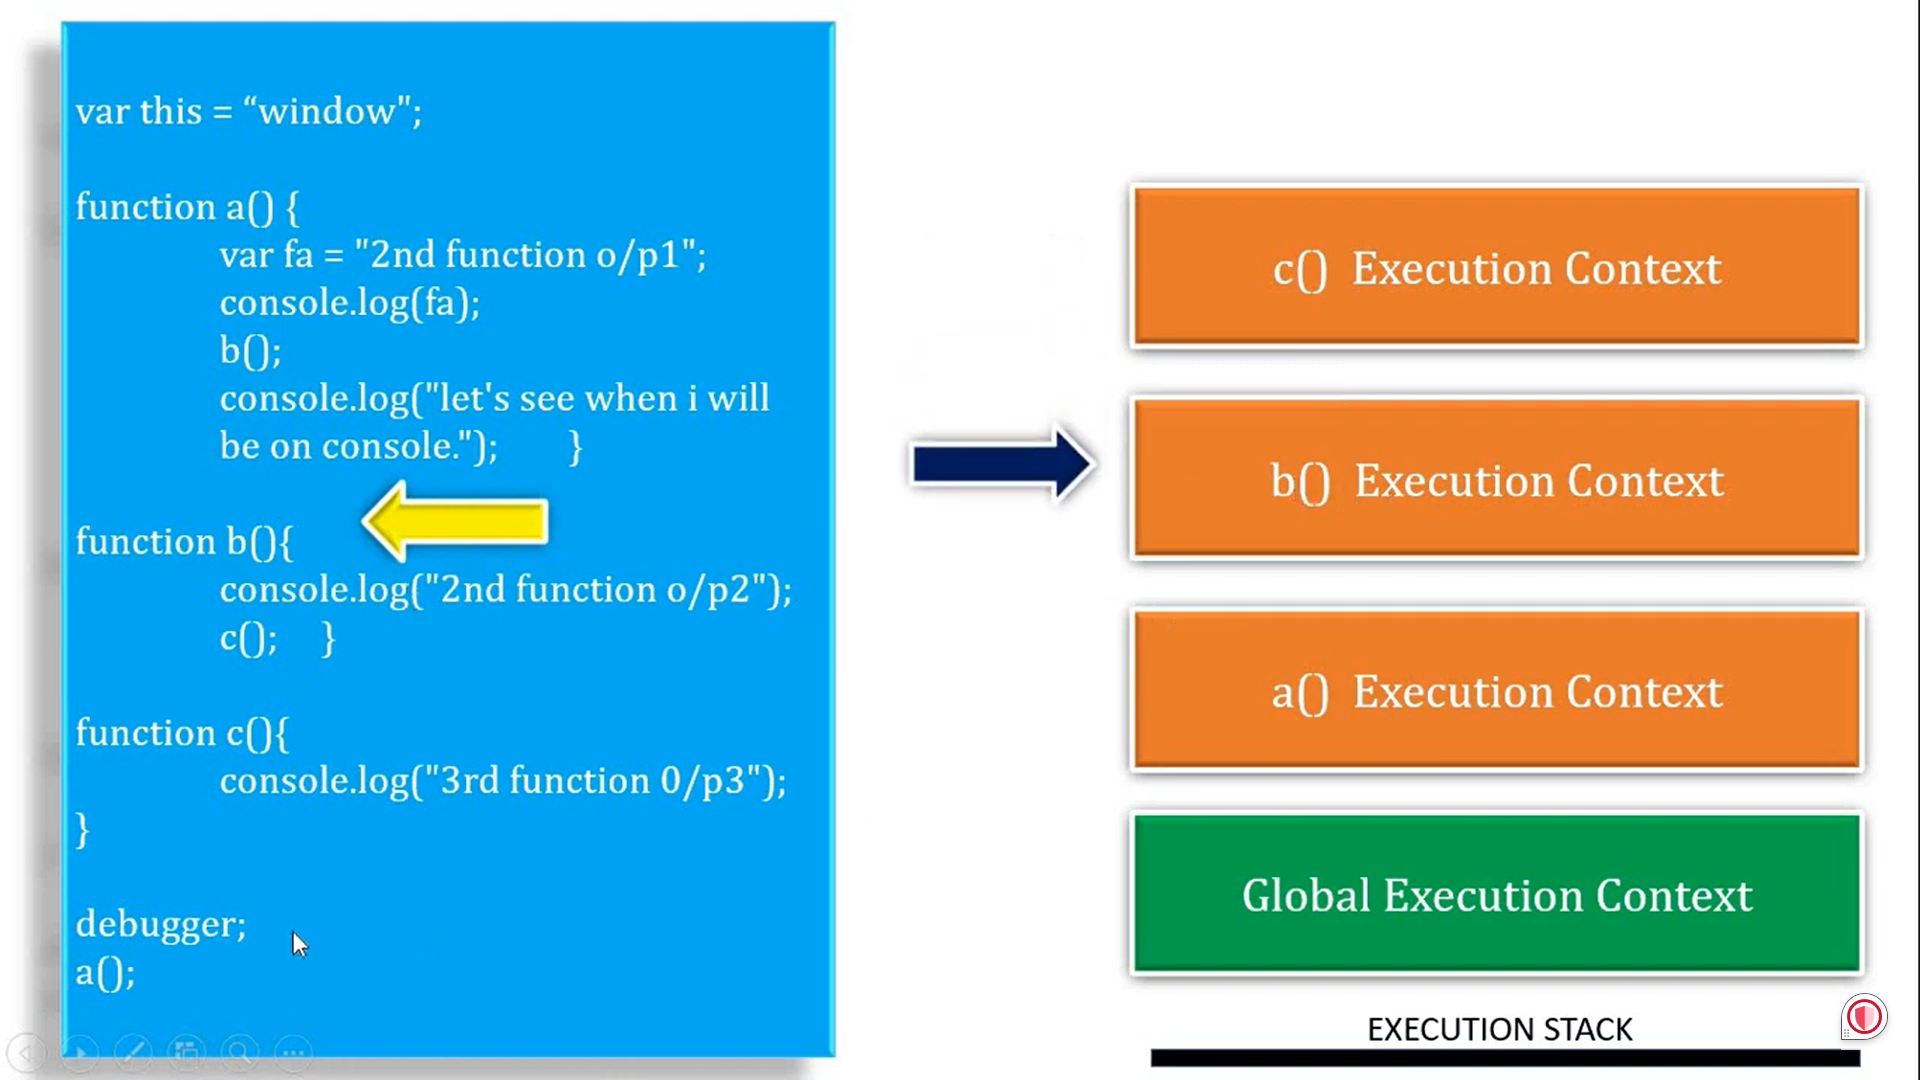 var this = “window";
function a() {
var fa = "2nd function o/p1";
console.log(fa);
b();
console.log("let's see when i will
be on console."); }
function b(){
console.log("2nd function o/p2");
c(); }
function c(){
console.log("3rd function 0/p3");
}
debugger;
a();
c() Execution Context
b() Execution Context
a() Execution Context
Global Execution Context
EXECUTION STACK